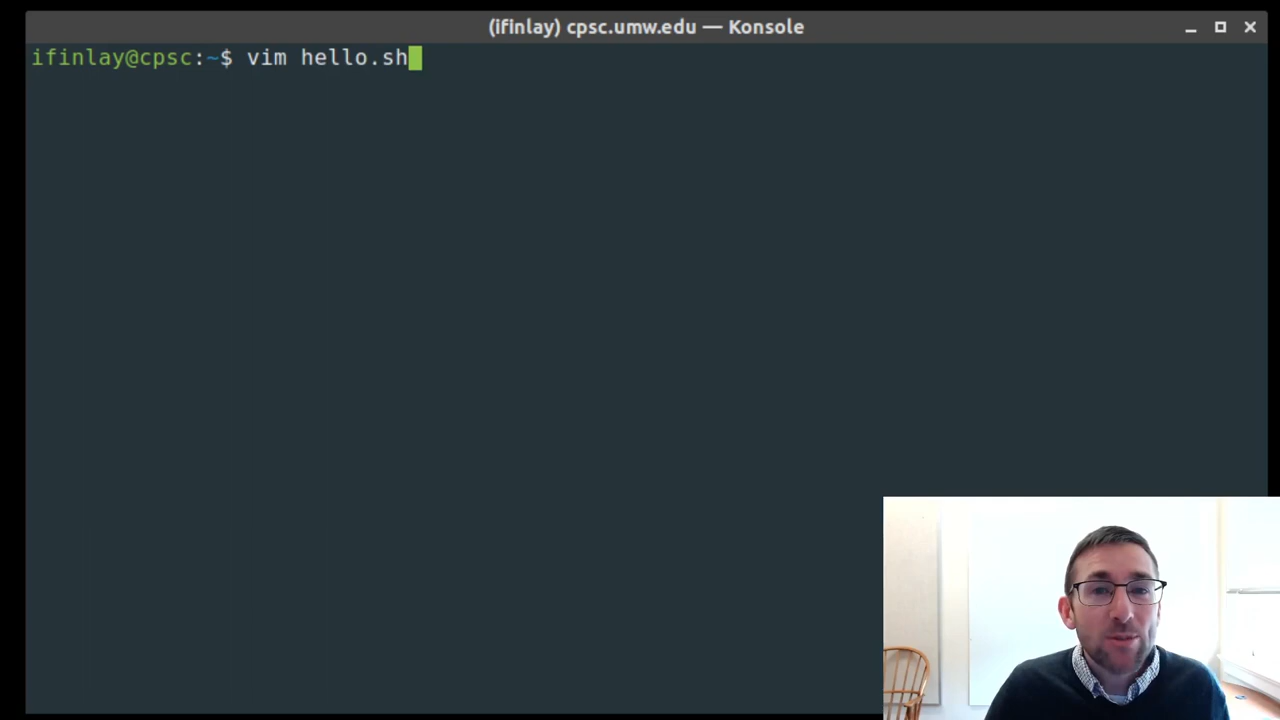 (ifinlay) cpsc.umw.edu — Konsole
ifinlay@cpsc:~$ vim hello.sh